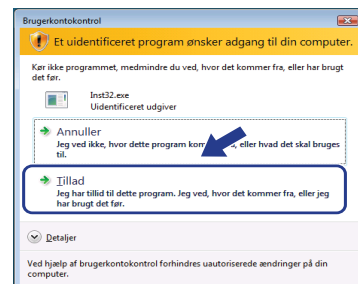 Brugerkontokontrol
Et uidentificeret program ønsker adgang til din computer.
Kør ikke programmet, medmindre du ved, hvor det kommer fra, eller har brugt
det før.
Inst32.exe
Uidentificeret udgiver
Annuller
Jeg ved ikke, hvor dette program eller hvad det skal bruges
til.
Tillad
Jeg har tillid til dette program. Jeg ved, hvor det kommer fra, eller jeg
har brugt det før.
Detaljer
Ved hjælp af brugerkontokontrol forhindres uautoriserede ændringer på din
computer.